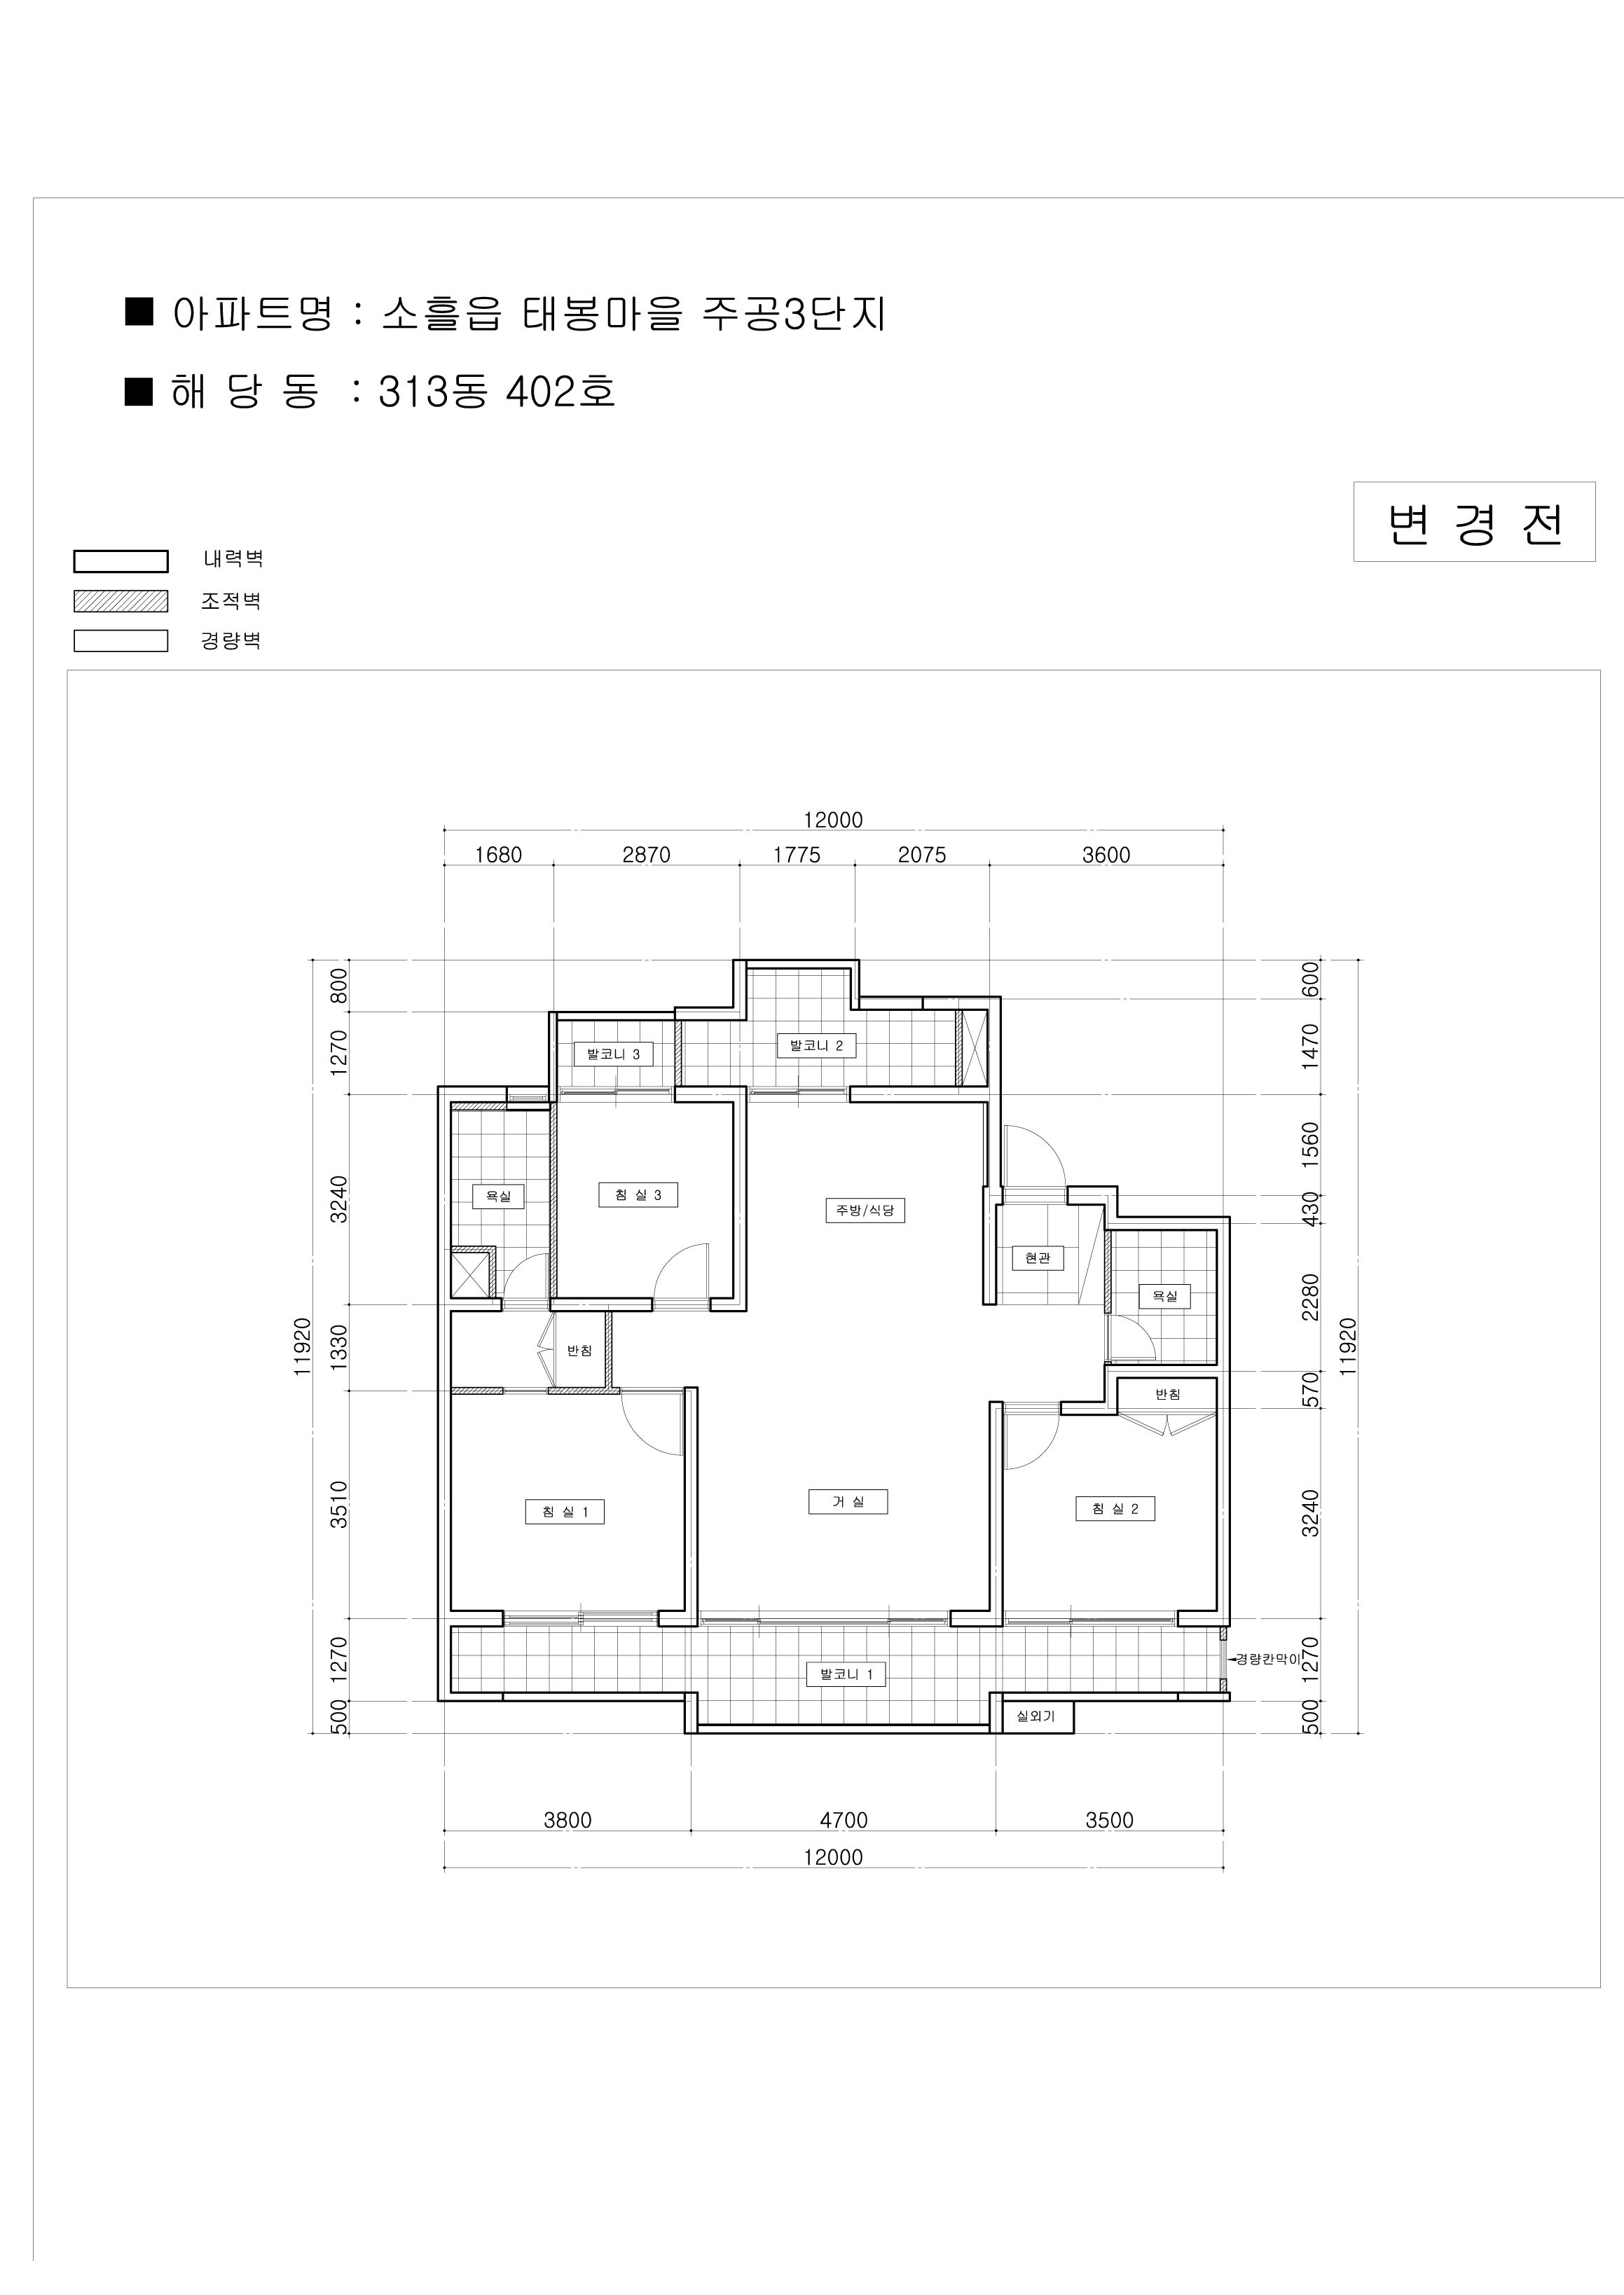 ■ 아파트명 : 소흘읍 태봉마을 주공3단지
■ 해 당 동 : 313동 402호
변 경 전
내력벽
조적벽
경량벽
12000
1680 2870 1775 2075 3600
800
600
1270
1470
발코니 3
발코니 2
1560
3240
430
욕실
침 실 3
주방/식당
현관
욕실
2280
11920
1330
11920
반침
570
반침
3510
침 실 1
거 실
침 실 2
3240
1270
발코니 1
경량칸막이
1270
500
실외기
500
3800 4700 3500
12000